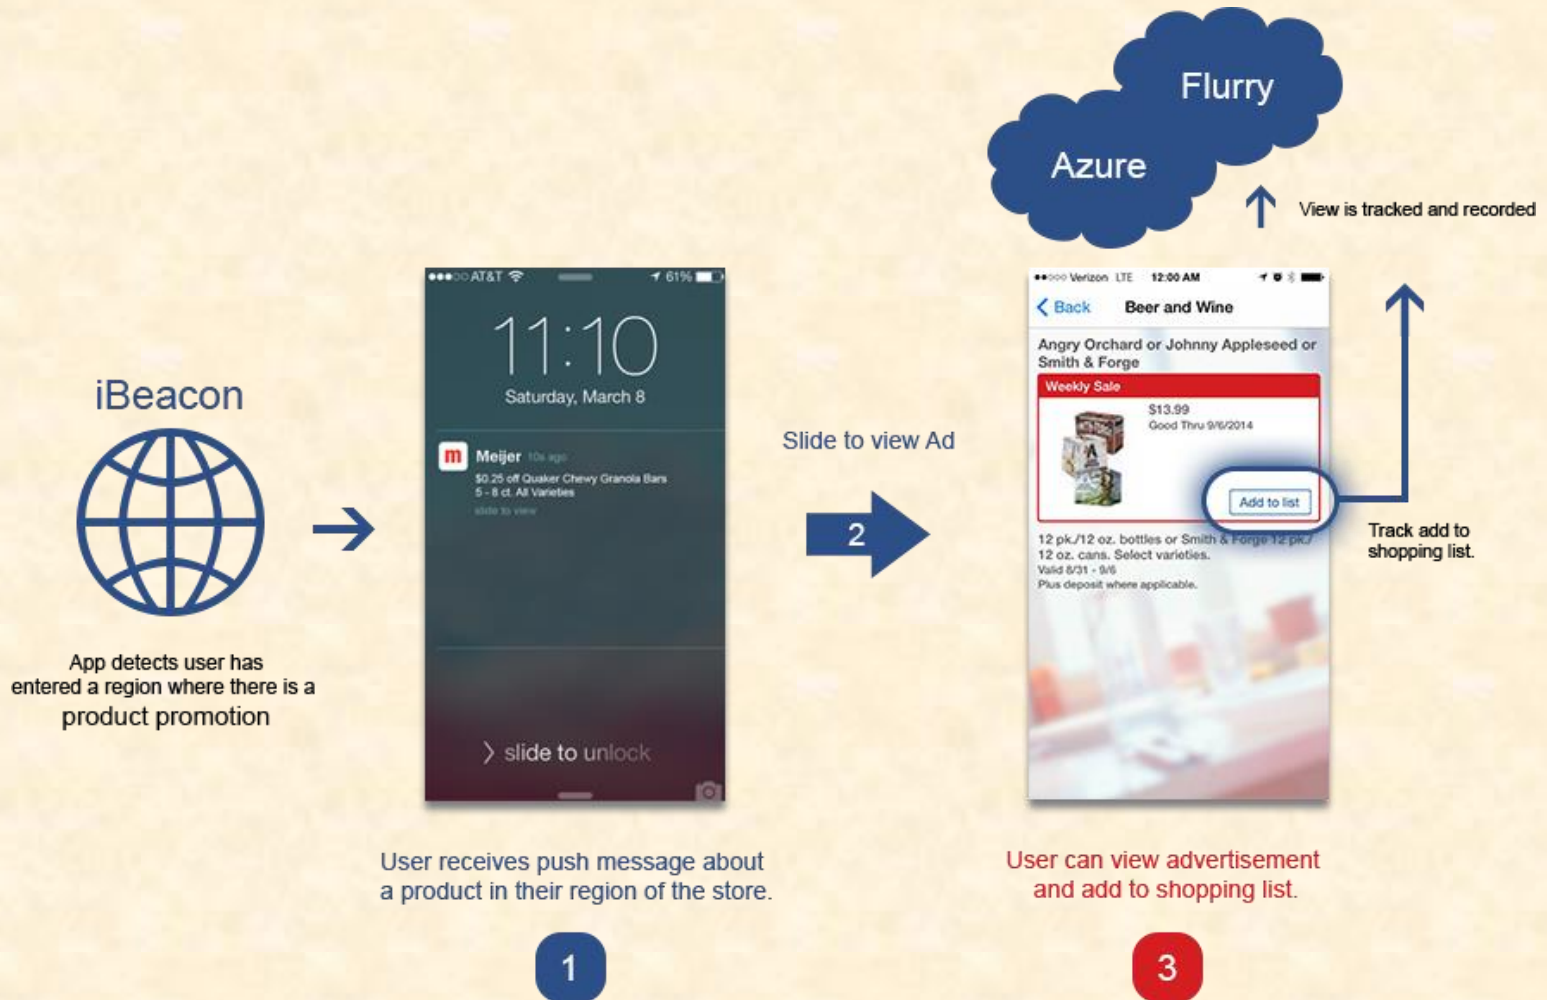 Flurry
Azure
View is tracked and recorded
iBeacon
App detects user has
entered a region where there is a
product promotion
AT&T 61%
11:10
Saturday, March 8
m Meijer 10s ago
$0.25 off Quaker Chewy Granola Bars
5 - 8 ct. All Varieties
slide to view
> slide to unlock
User receives push message about
a product in their region of the store.
1
Slide to view Ad
2
Verizon LTE 12:00 AM
Back Beer and Wine
Angry Orchard or Johnny Appleseed or
Smith & Forge
Weekly Sale
$13.99
Good Thru 9/6/2014
Add to list
12 pk./12 oz. bottles or Smith & Forge 12 pk./
12 oz. cans. Select varieties.
Valid 8/31 - 9/6
Plus deposit where applicable.
Track add to
shopping list.
User can view advertisement
and add to shopping list.
3